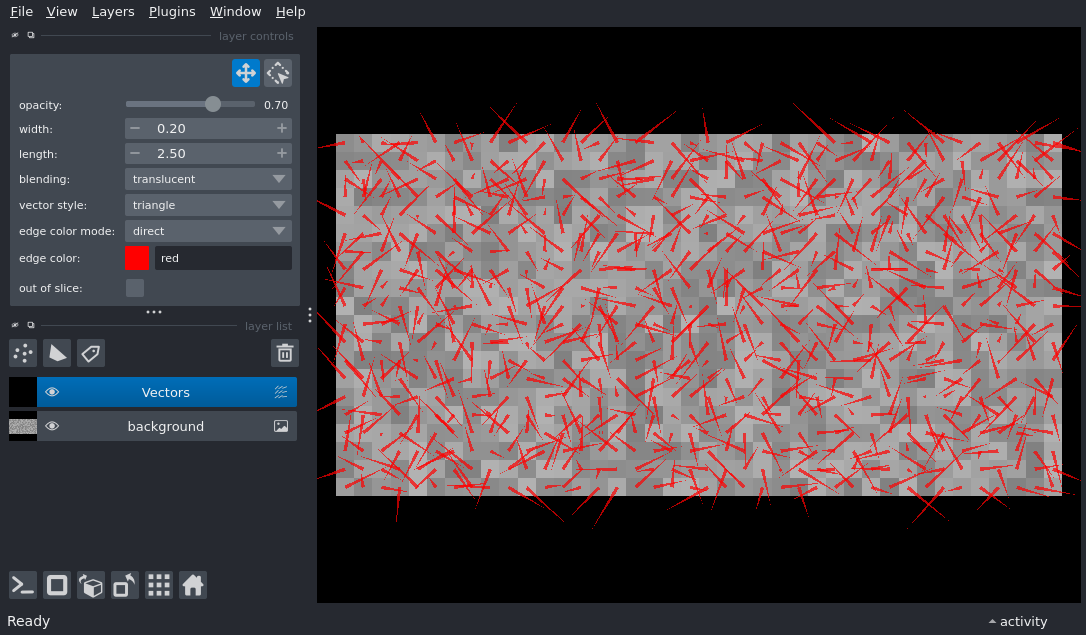 File View Layers Plugins Window Help
layer controls
opacity: 0.70
width: 0.20
length: 2.50
blending: translucent
vector style: triangle
edge color mode: direct
edge color: red
out of slice:
layer list
Vectors
background
Ready
activity